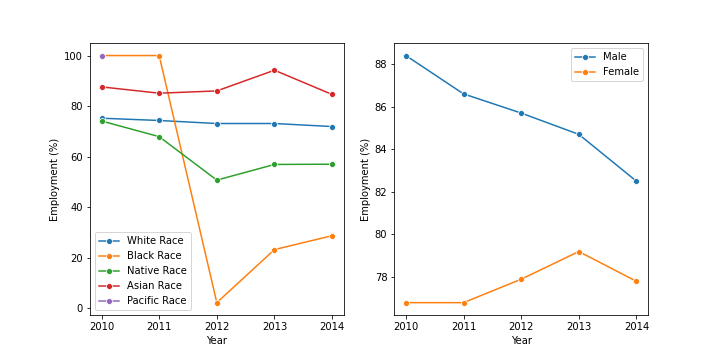 100
80
60
40
20
0
Employment (%)
White Race
Black Race
Native Race
Asian Race
Pacific Race
2010 2011 2012 2013 2014
Year
88
86
84
82
80
78
Employment (%)
Male
Female
2010 2011 2012 2013 2014
Year